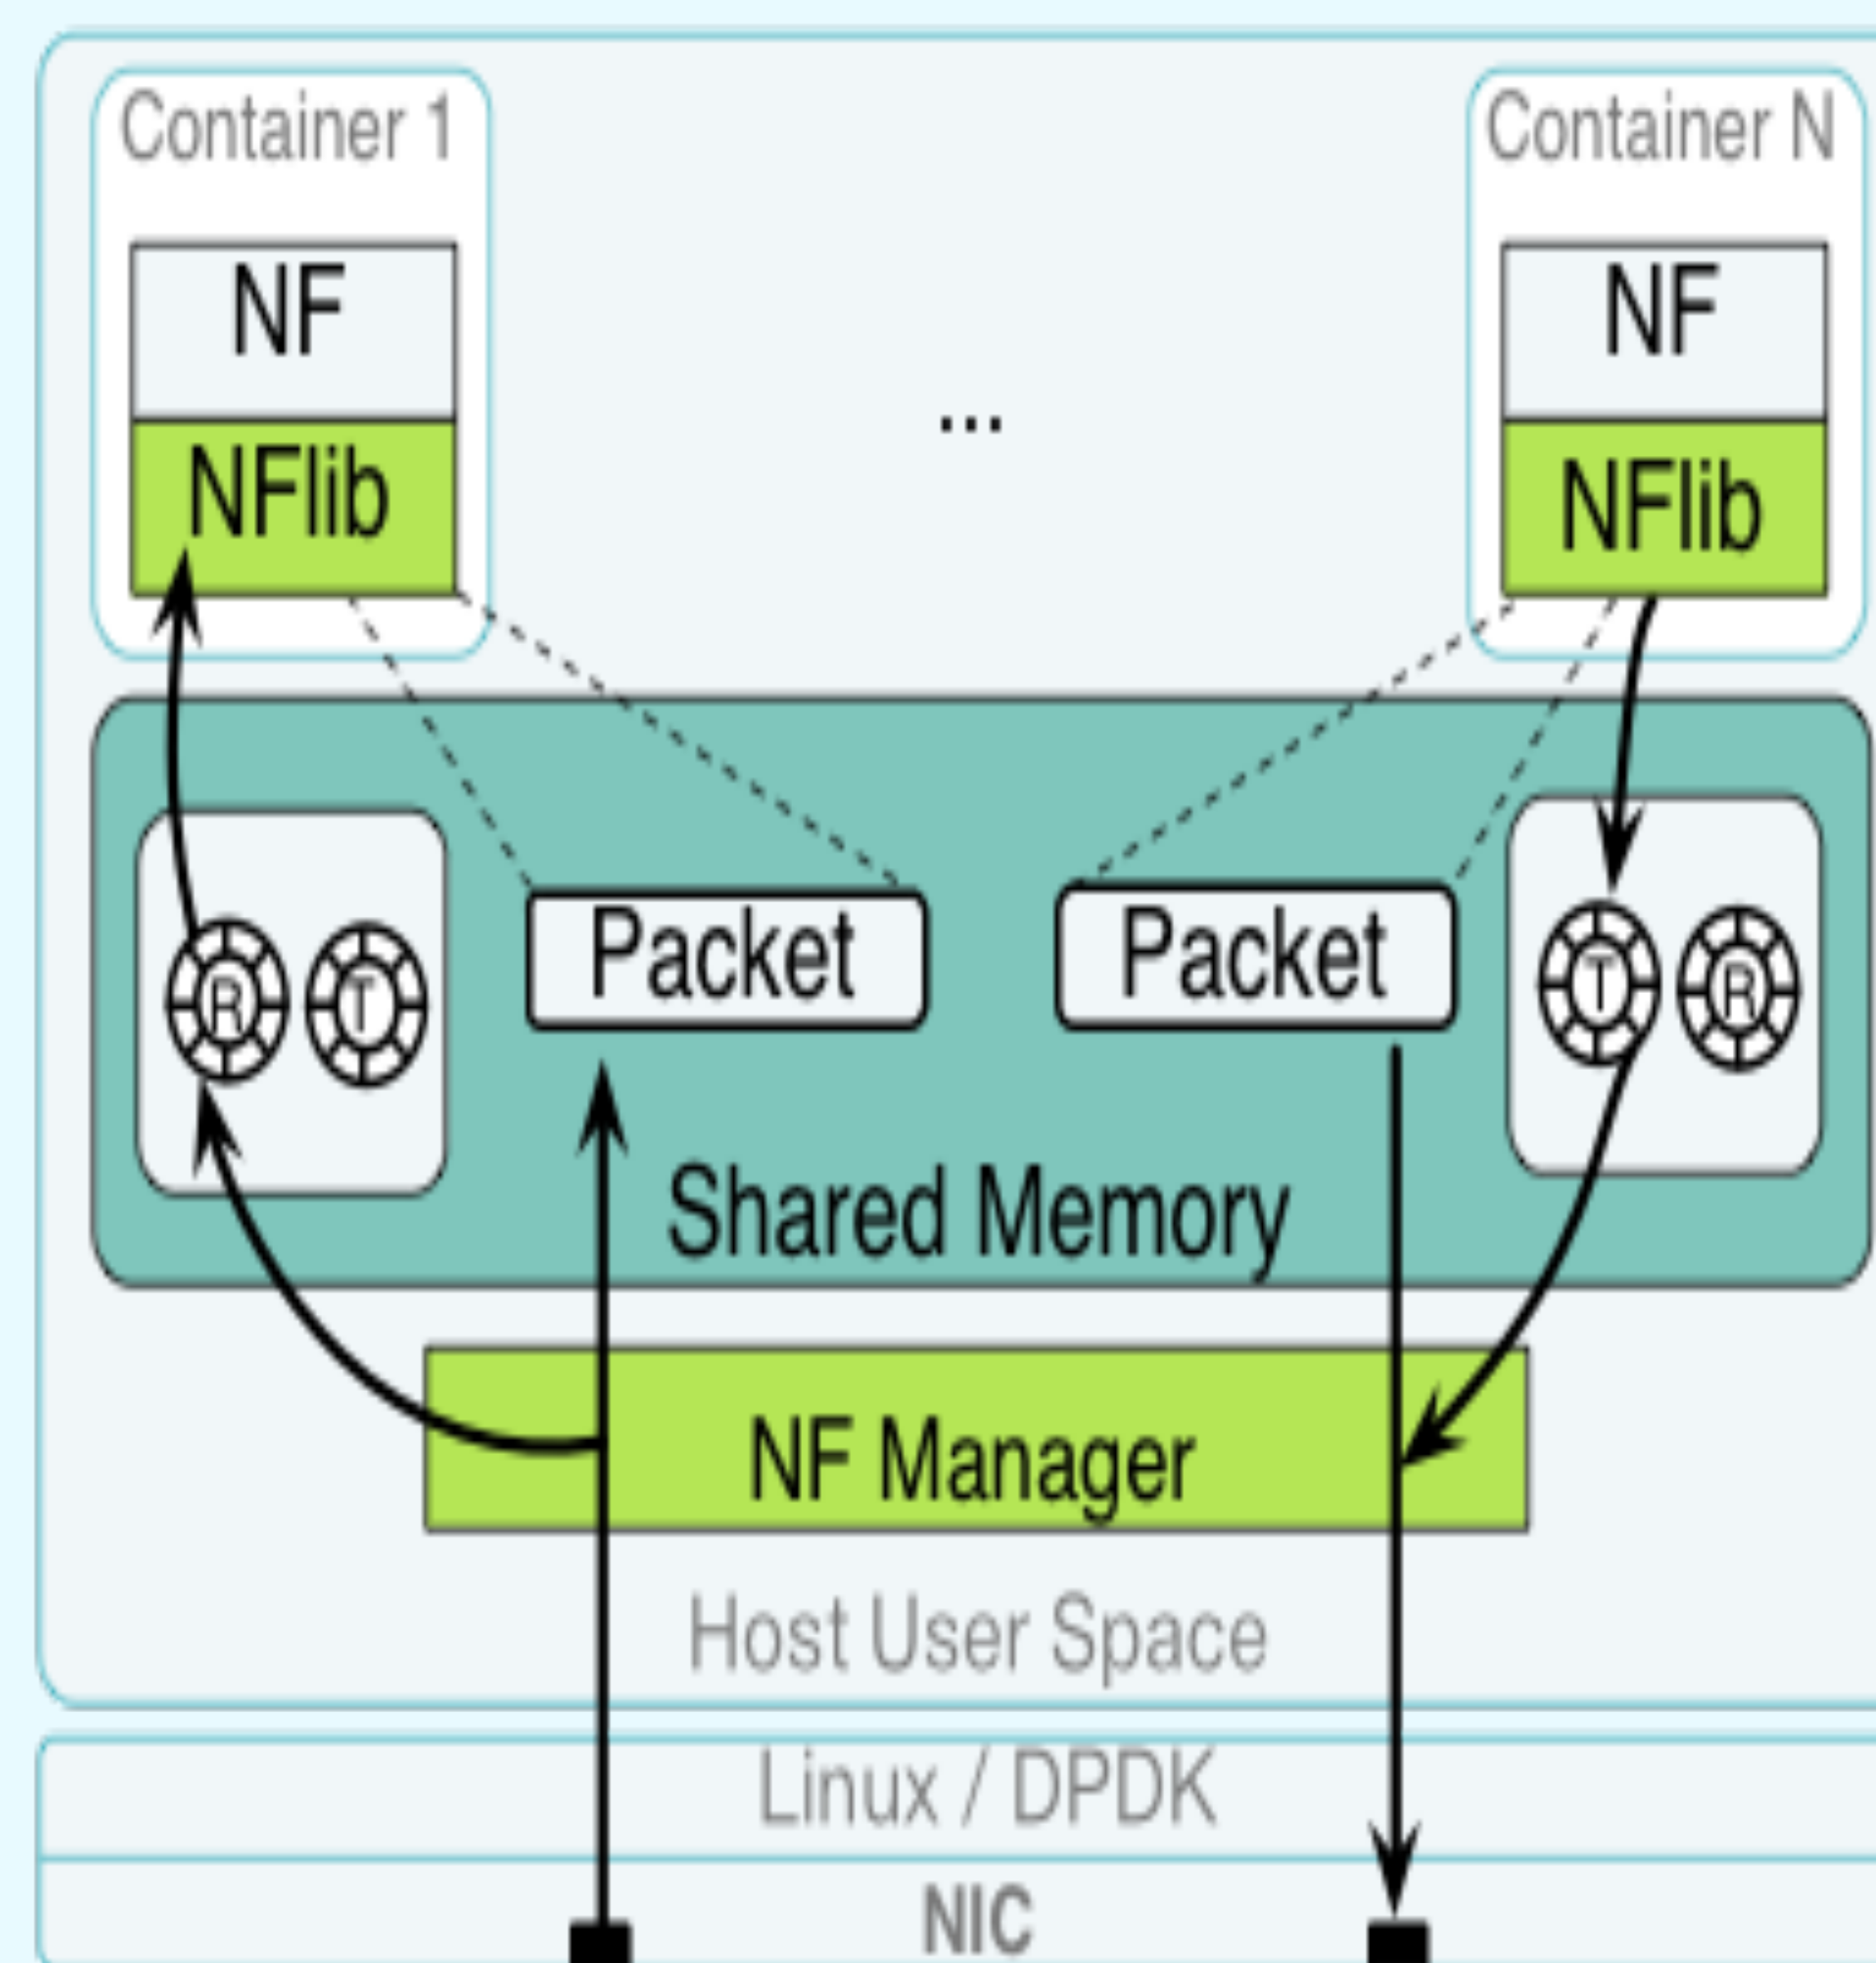 Container 1
Container N
NF
NF
NFlib
NFlib
...
R T
Packet
Packet
T R
Shared Memory
NF Manager
Host User Space
Linux / DPDK
NIC